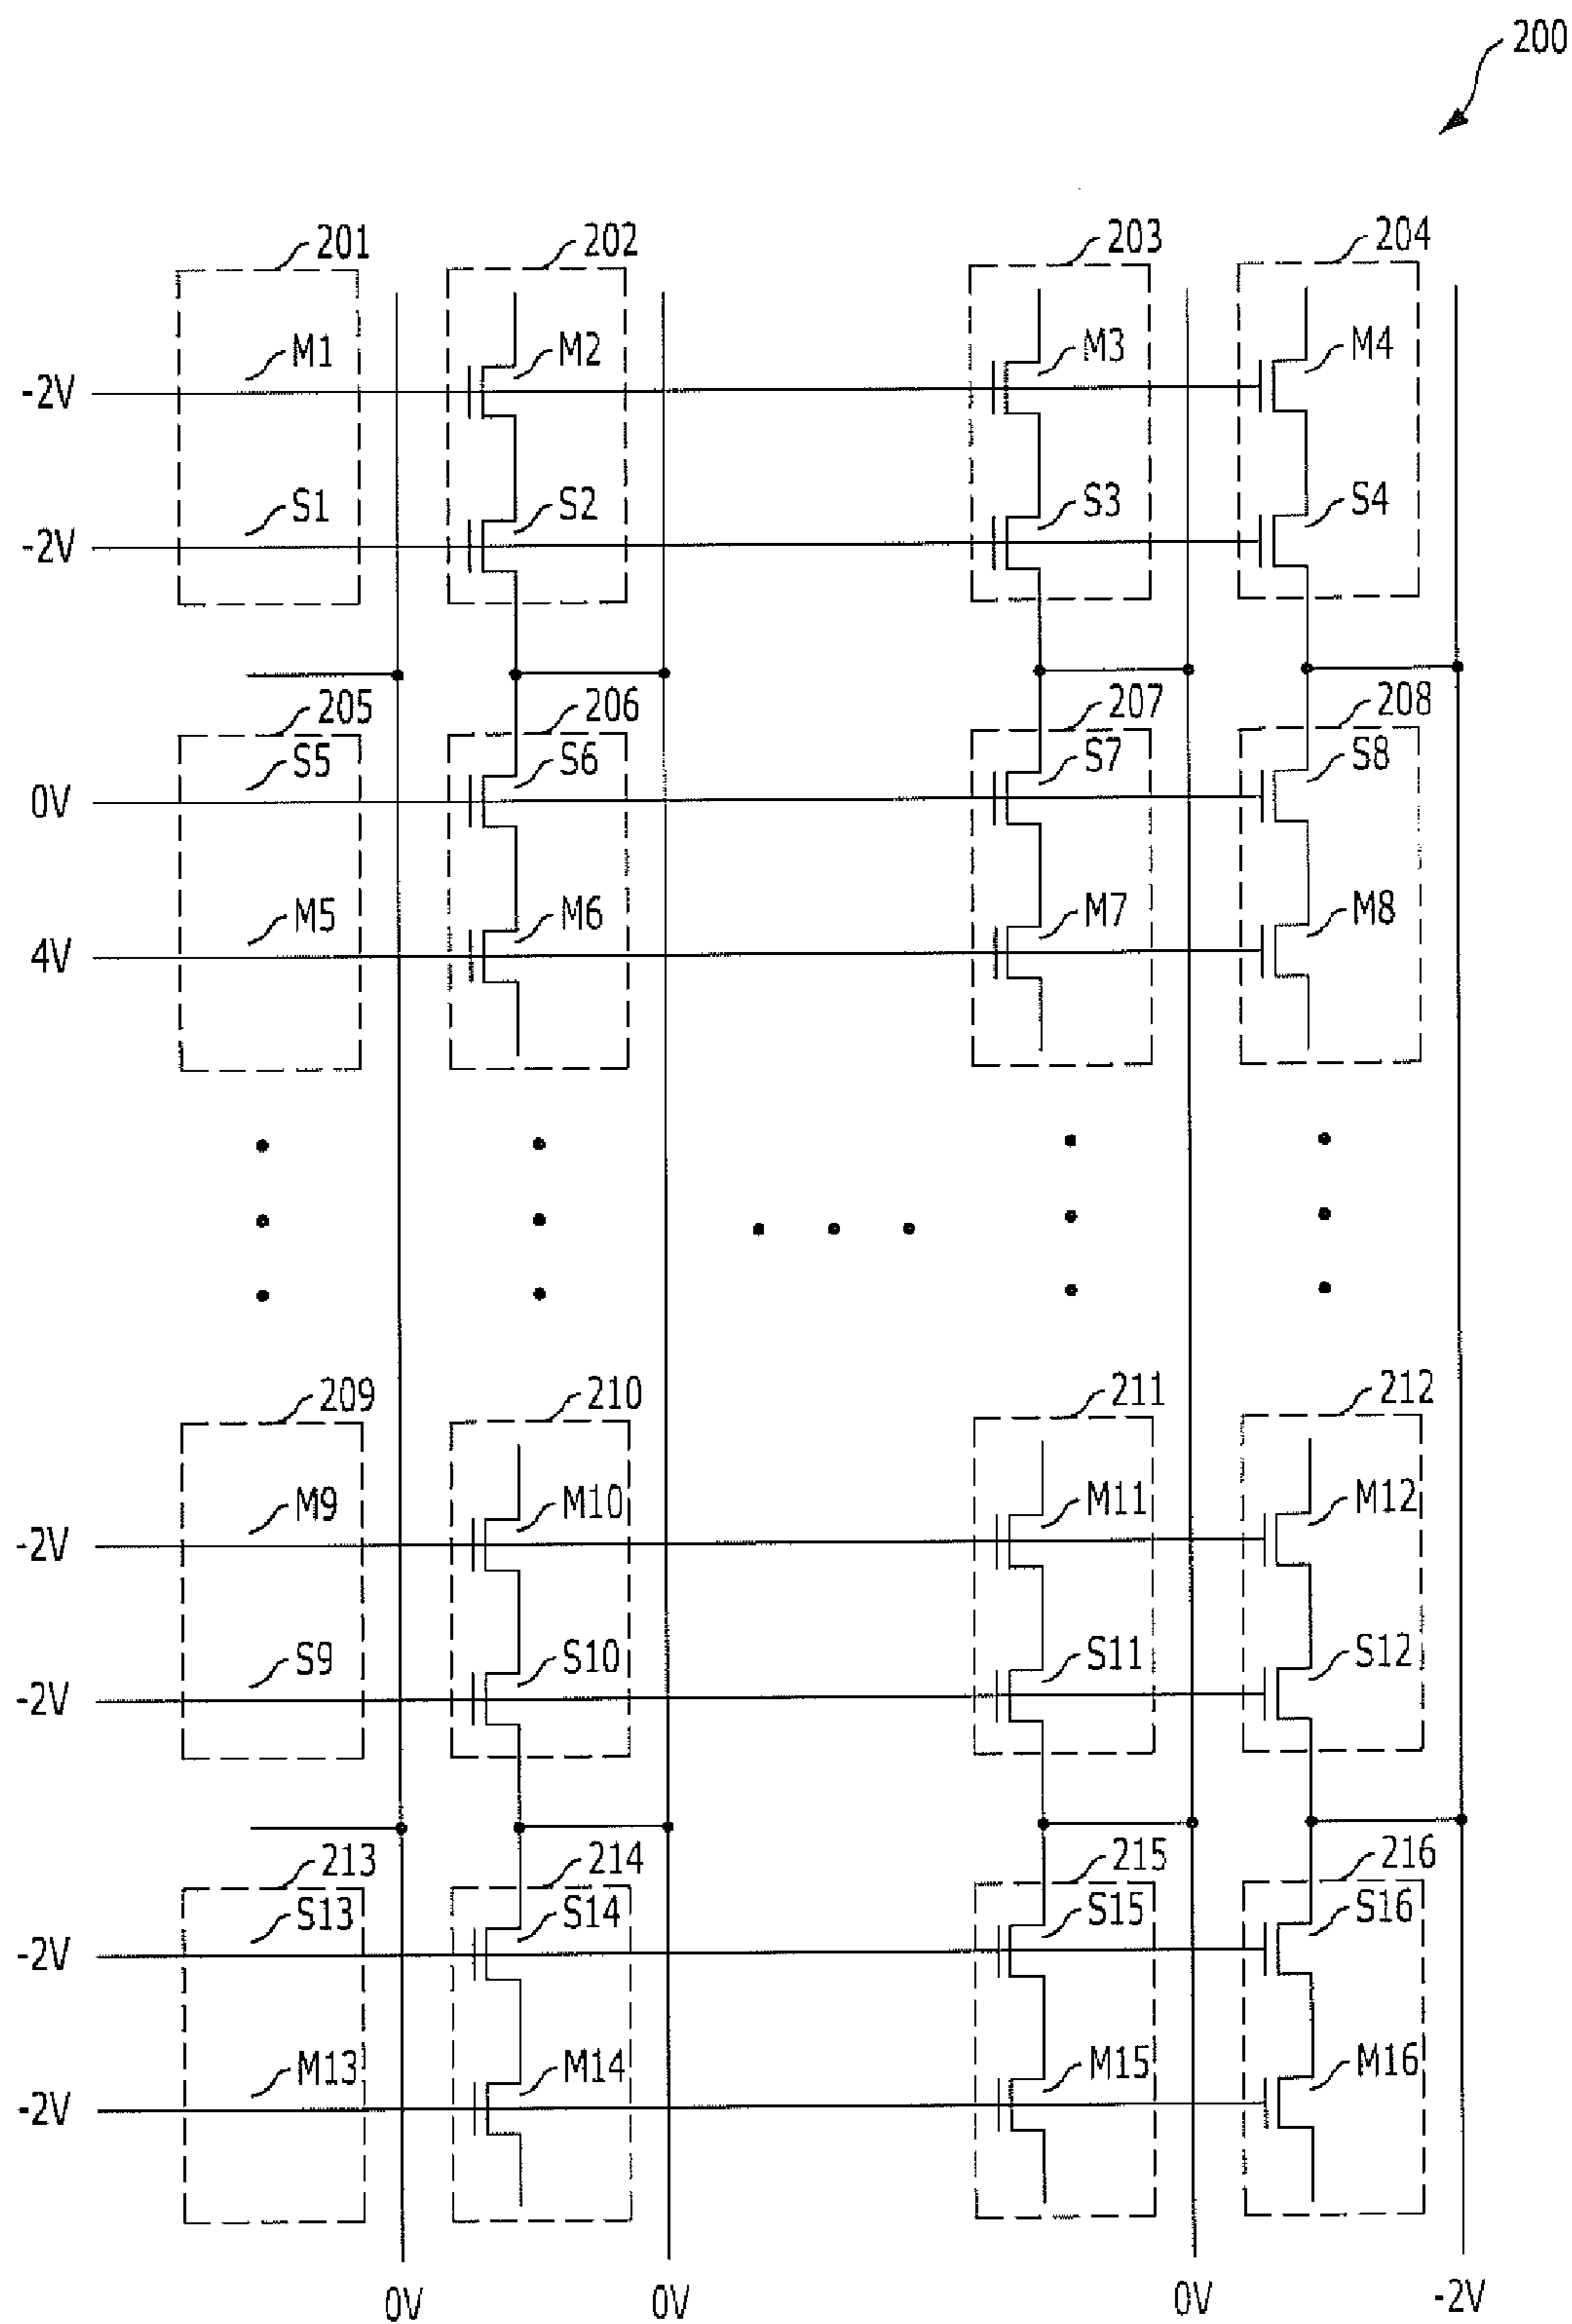 200
201 202 203 204
M1 M2 M3 M4
-2V
S1 S2 S3 S4
-2V
205 206 207 208
S5 S6 S7 S8
0V
M5 M6 M7 M8
4V
209 210 211 212
M9 M10 M11 M12
-2V
S9 S10 S11 S12
-2V
213 214 215 216
S13 S14 S15 S16
-2V
M13 M14 M15 M16
-2V
0V 0V 0V -2V